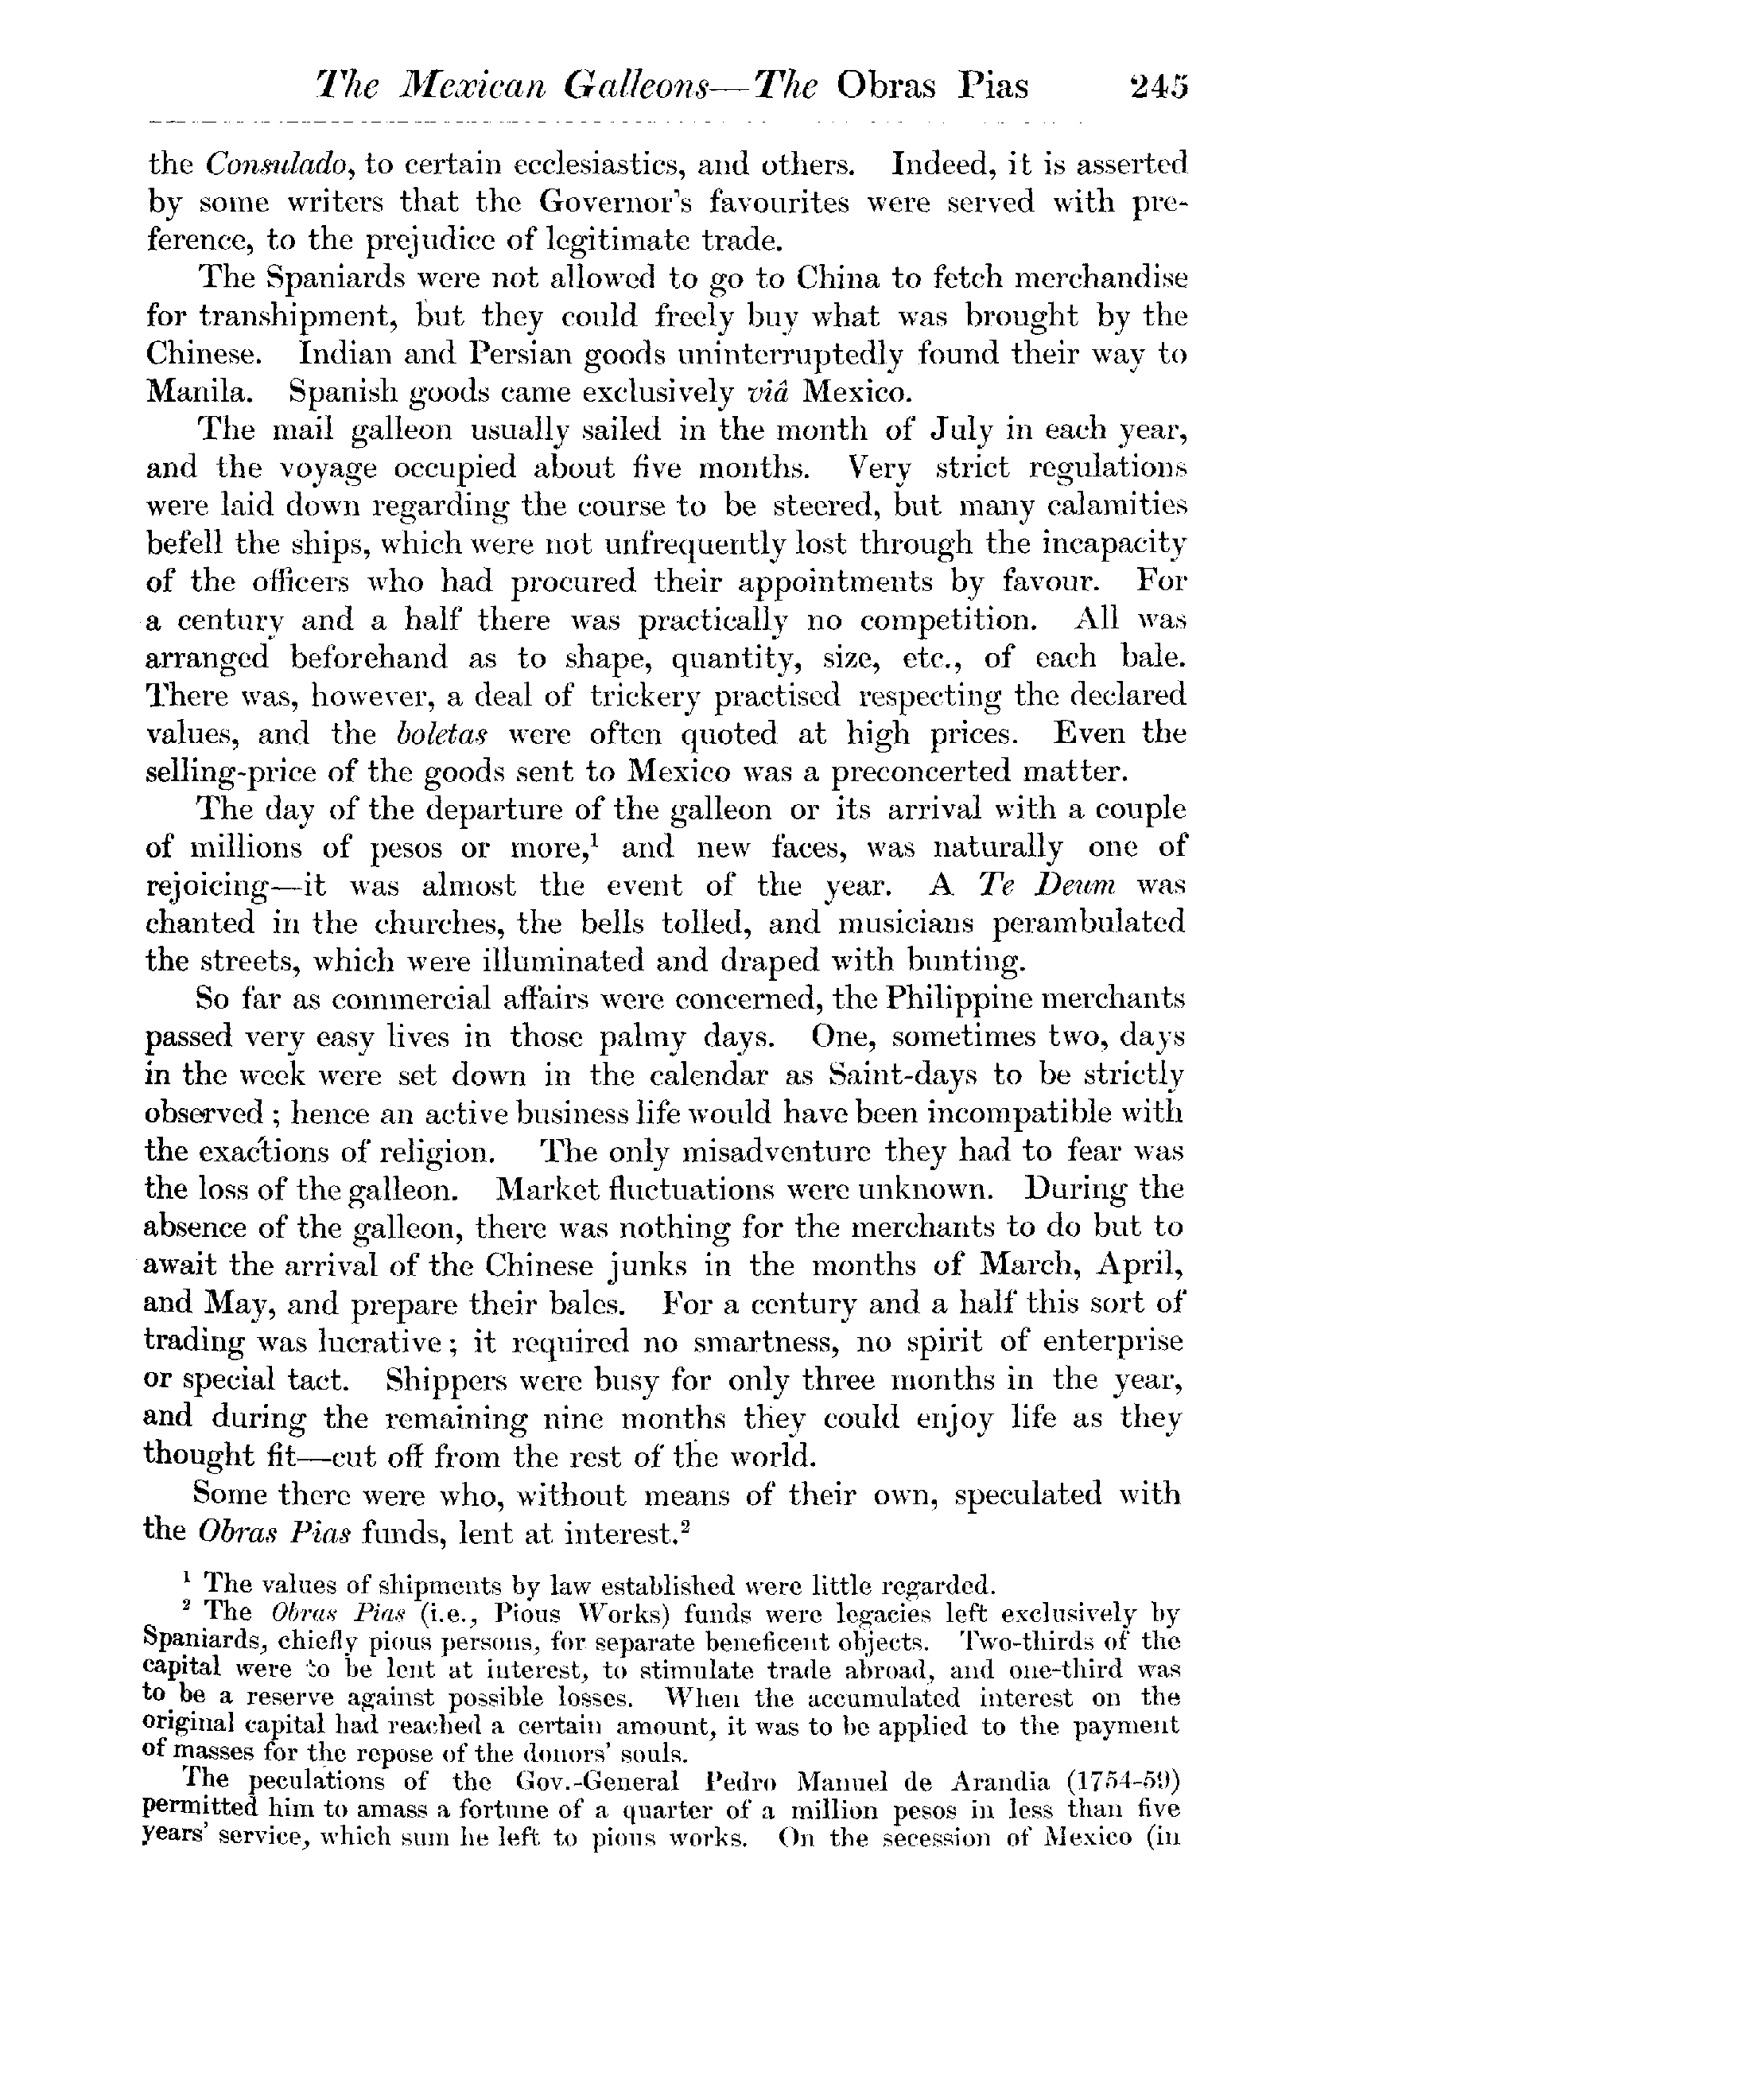 The Mexican Galleons—The Obras Pias 245
the Consulado, to certain ecclesiastics, and others. Indeed, it is asserted
by some writers that the Governor's favourites were served with pre-
ference, to the prejudice of legitimate trade.
The Spaniards were not allowed to go to China to fetch merchandise
for transhipment, but they could freely buy what was brought by the
Chinese. Indian and Persian goods uninterruptedly found their way to
Manila. Spanish goods came exclusively viâ Mexico.
The mail galleon usually sailed in the month of July in each year,
and the voyage occupied about five months. Very strict regulations
were laid down regarding the course to be steered, but many calamities
befell the ships, which were not unfrequently lost through the incapacity
of the officers who had procured their appointments by favour. For
a century and a half there was practically no competition. All was
arranged beforehand as to shape, quantity, size, etc., of each bale.
There was, however, a deal of trickery practised respecting the declared
values, and the boletas were often quoted at high prices. Even the
selling-price of the goods sent to Mexico was a preconcerted matter.
The day of the departure of the galleon or its arrival with a couple
of millions of pesos or more,¹ and new faces, was naturally one of
rejoicing—it was almost the event of the year. A Te Deum was
chanted in the churches, the bells tolled, and musicians perambulated
the streets, which were illuminated and draped with bunting.
So far as commercial affairs were concerned, the Philippine merchants
passed very easy lives in those palmy days. One, sometimes two, days
in the week were set down in the calendar as Saint-days to be strictly
observed ; hence an active business life would have been incompatible with
the exactions of religion. The only misadventure they had to fear was
the loss of the galleon. Market fluctuations were unknown. During the
absence of the galleon, there was nothing for the merchants to do but to
await the arrival of the Chinese junks in the months of March, April,
and May, and prepare their bales. For a century and a half this sort of
trading was lucrative ; it required no smartness, no spirit of enterprise
or special tact. Shippers were busy for only three months in the year,
and during the remaining nine months they could enjoy life as they
thought fit—cut off from the rest of the world.
Some there were who, without means of their own, speculated with
the Obras Pias funds, lent at interest.²
¹ The values of shipments by law established were little regarded.
² The Obras Pias (i.e., Pious Works) funds were legacies left exclusively by
Spaniards, chiefly pious persons, for separate beneficent objects. Two-thirds of the
capital were to be lent at interest, to stimulate trade abroad, and one-third was
to be a reserve against possible losses. When the accumulated interest on the
original capital had reached a certain amount, it was to be applied to the payment
of masses for the repose of the donors' souls.
The peculations of the Gov.-General Pedro Manuel de Arandia (1754-59)
permitted him to amass a fortune of a quarter of a million pesos in less than five
years' service, which sum he left to pious works. On the secession of Mexico (in